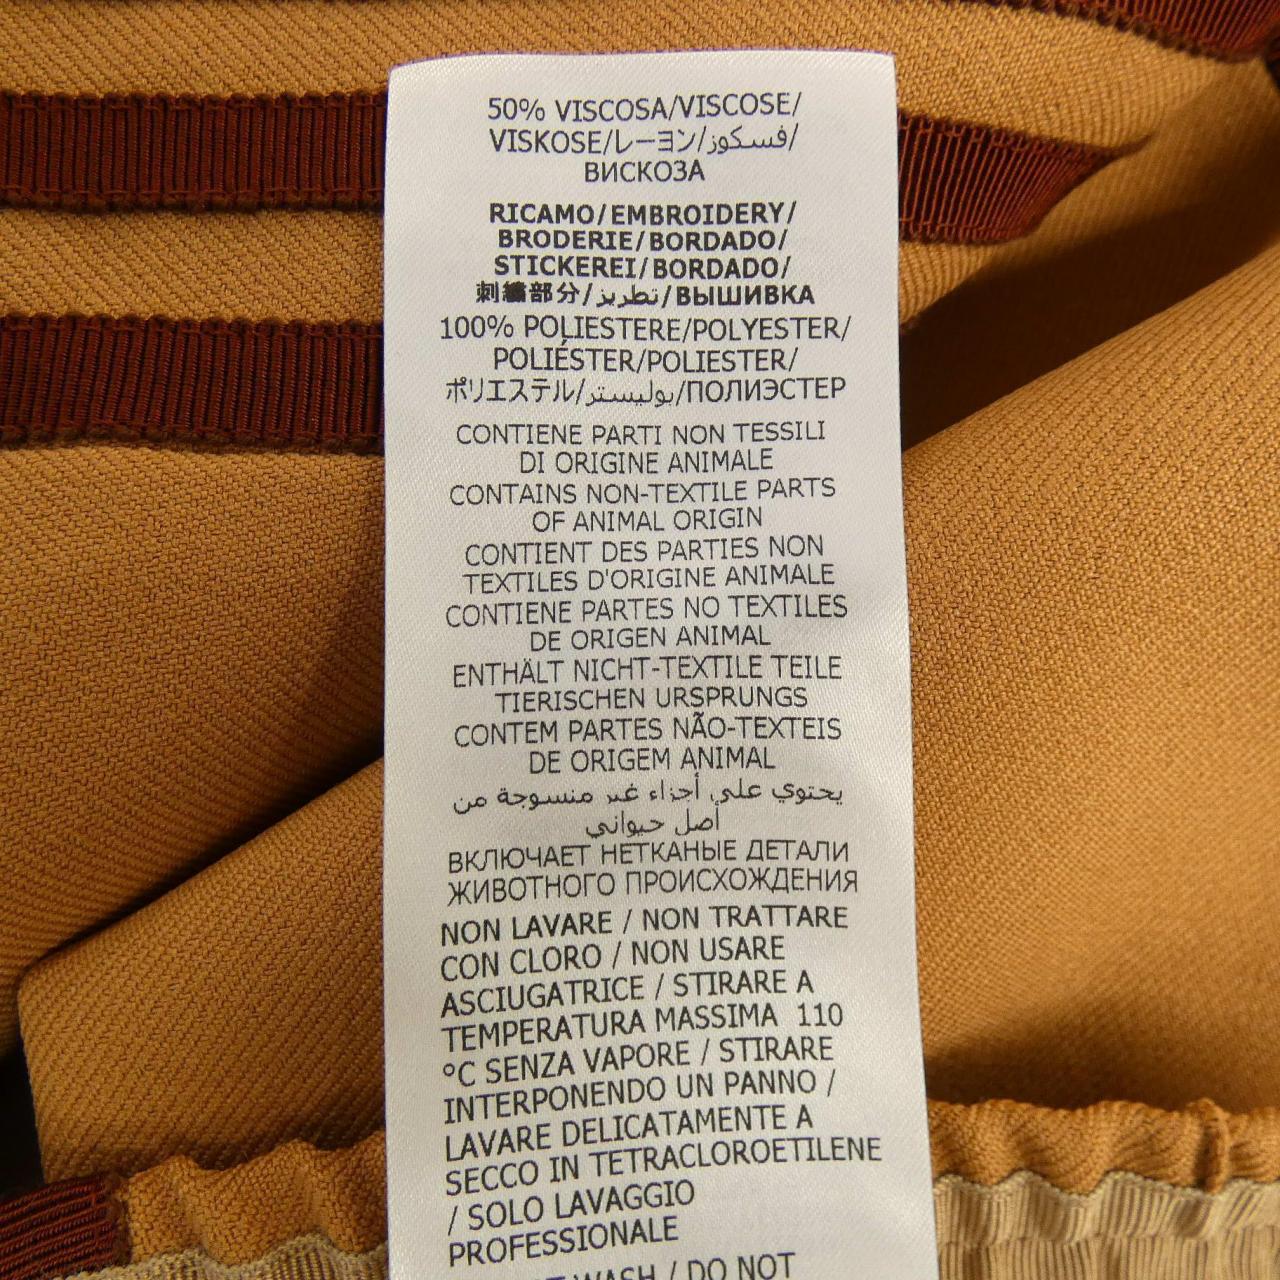 50% VISCOSA/VISCOSE/
VISKOSE/レーヨン/فسكوز/
ВИСКОЗА
RICAMO/EMBROIDERY/
BRODERIE/BORDADO/
STICKEREI/BORDADO/
刺繍部分/تطريز/ВЫШИВКА
100% POLIESTERE/POLYESTER/
POLIÉSTER/POLIESTER/
ポリエステル/بوليستر/ПОЛИЭСТЕР
CONTIENE PARTI NON TESSILI
DI ORIGINE ANIMALE
CONTAINS NON-TEXTILE PARTS
OF ANIMAL ORIGIN
CONTIENT DES PARTIES NON
TEXTILES D'ORIGINE ANIMALE
CONTIENE PARTES NO TEXTILES
DE ORIGEN ANIMAL
ENTHÄLT NICHT-TEXTILE TEILE
TIERISCHEN URSPRUNGS
CONTEM PARTES NÃO-TEXTEIS
DE ORIGEM ANIMAL
يحتوي على أجزاء غير منسوجة من
أصل حيواني
ВКЛЮЧАЕТ НЕТКАНЫЕ ДЕТАЛИ
ЖИВОТНОГО ПРОИСХОЖДЕНИЯ
NON LAVARE / NON TRATTARE
CON CLORO / NON USARE
ASCIUGATRICE / STIRARE A
TEMPERATURA MASSIMA 110
°C SENZA VAPORE / STIRARE
INTERPONENDO UN PANNO /
LAVARE DELICATAMENTE A
SECCO IN TETRACLOROETILENE
/ SOLO LAVAGGIO
PROFESSIONALE
WASH / DO NOT